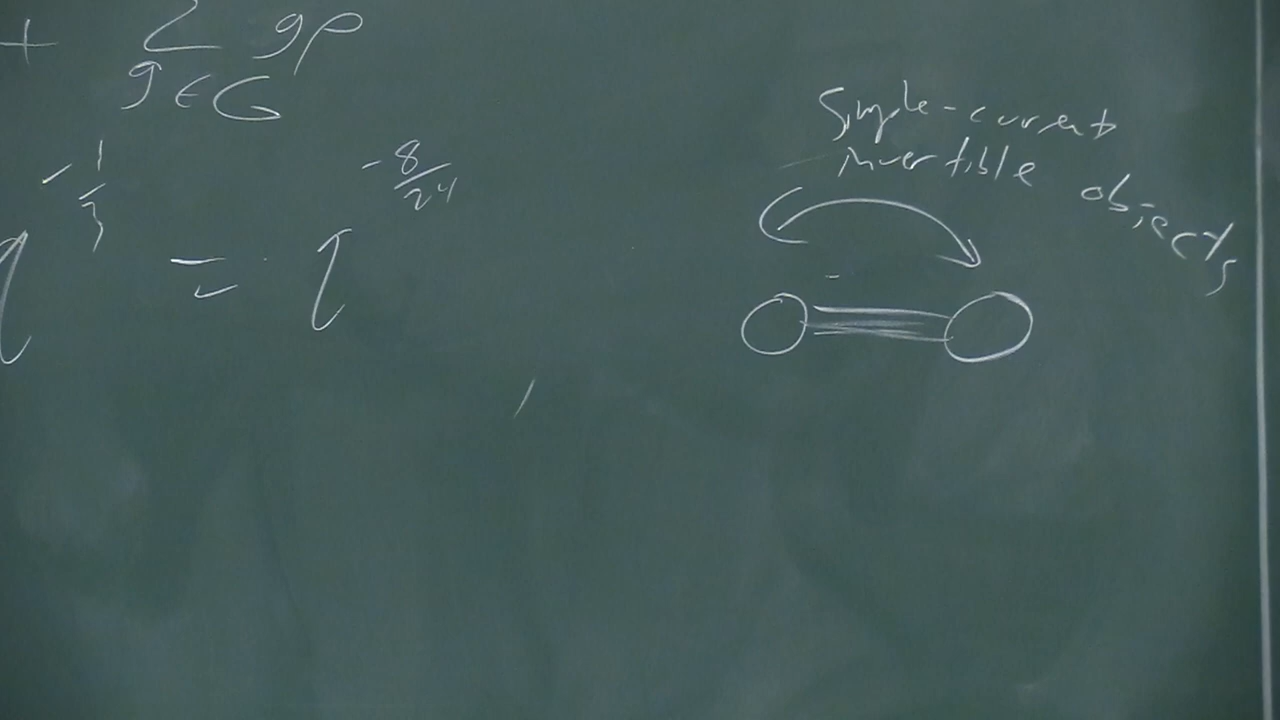 + Σ gρ
g∈G
q^{-1/3} = q^{-8/24}
Simple-current
invertible objects